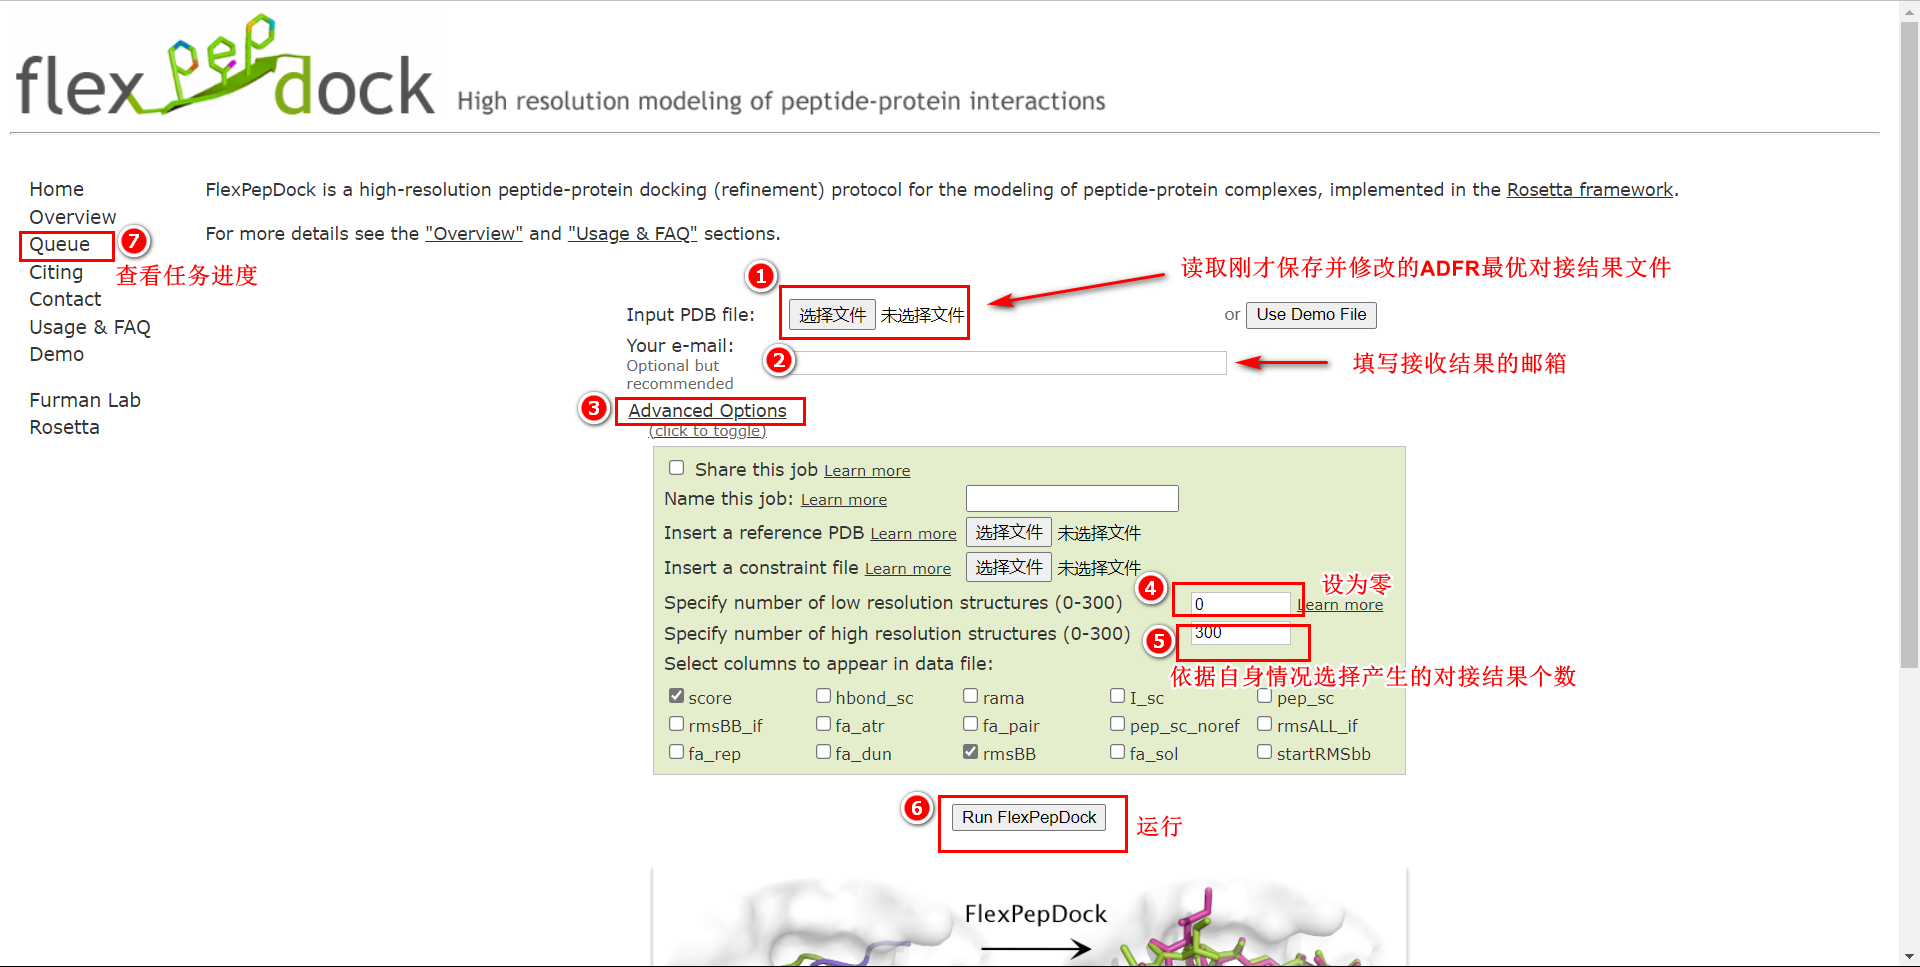 flex pep dock High resolution modeling of peptide-protein interactions
Home
Overview
Queue
7
查看任务进度
Citing
Contact
Usage & FAQ
Demo
Furman Lab
Rosetta
FlexPepDock is a high-resolution peptide-protein docking (refinement) protocol for the modeling of peptide-protein complexes, implemented in the Rosetta framework.
For more details see the "Overview" and "Usage & FAQ" sections.
1
读取刚才保存并修改的ADFR最优对接结果文件
Input PDB file: 选择文件 未选择文件 or Use Demo File
Your e-mail:
Optional but
recommended
2
填写接收结果的邮箱
3
Advanced Options
(click to toggle)
Share this job Learn more
Name this job: Learn more
Insert a reference PDB Learn more 选择文件 未选择文件
Insert a constraint file Learn more 选择文件 未选择文件
4
设为零
Specify number of low resolution structures (0-300) 0 Learn more
Specify number of high resolution structures (0-300) 300
5
依据自身情况选择产生的对接结果个数
Select columns to appear in data file:
score hbond_sc rama I_sc pep_sc
rmsBB_if fa_atr fa_pair pep_sc_noref rmsALL_if
fa_rep fa_dun rmsBB fa_sol startRMSbb
6
Run FlexPepDock
运行
FlexPepDock